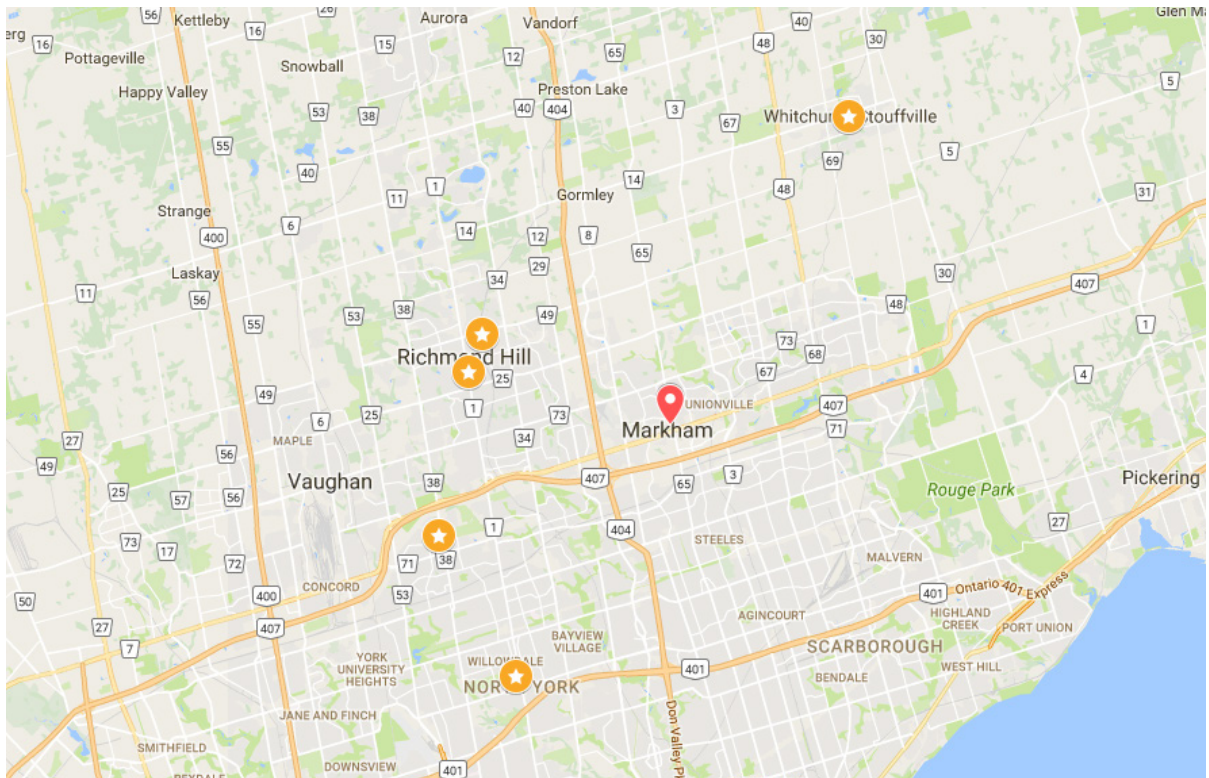 56
Kettleby
26
Aurora
Vandorf
Glen Ma
erg
16
16
15
12
65
48
30
Pottageville
Snowball
5
Happy Valley
Preston Lake
53
38
40
404
3
67
Whitchurch-Stouffville
55
69
5
40
1
14
48
11
Gormley
31
Strange
6
14
12
8
400
29
65
Laskay
34
30
11
56
407
53
38
49
48
55
1
73
Richmond Hill
68
25
67
4
49
1
UNIONVILLE
407
6
25
73
Markham
71
27
MAPLE
34
49
56
Vaughan
38
407
3
Pickering
25
57
56
65
Rouge Park
1
404
27
73
STEELES
17
72
71
38
MALVERN
CONCORD
400
53
401
Ontario 401 Express
50
HIGHLAND
CREEK
27
407
AGINCOURT
PORT UNION
7
BAYVIEW
VILLAGE
SCARBOROUGH
YORK
UNIVERSITY
HEIGHTS
WILLOWDALE
401
WEST HILL
NORTH YORK
BENDALE
JANE AND FINCH
Don Valley Pk
SMITHFIELD
DOWNSVIEW
401